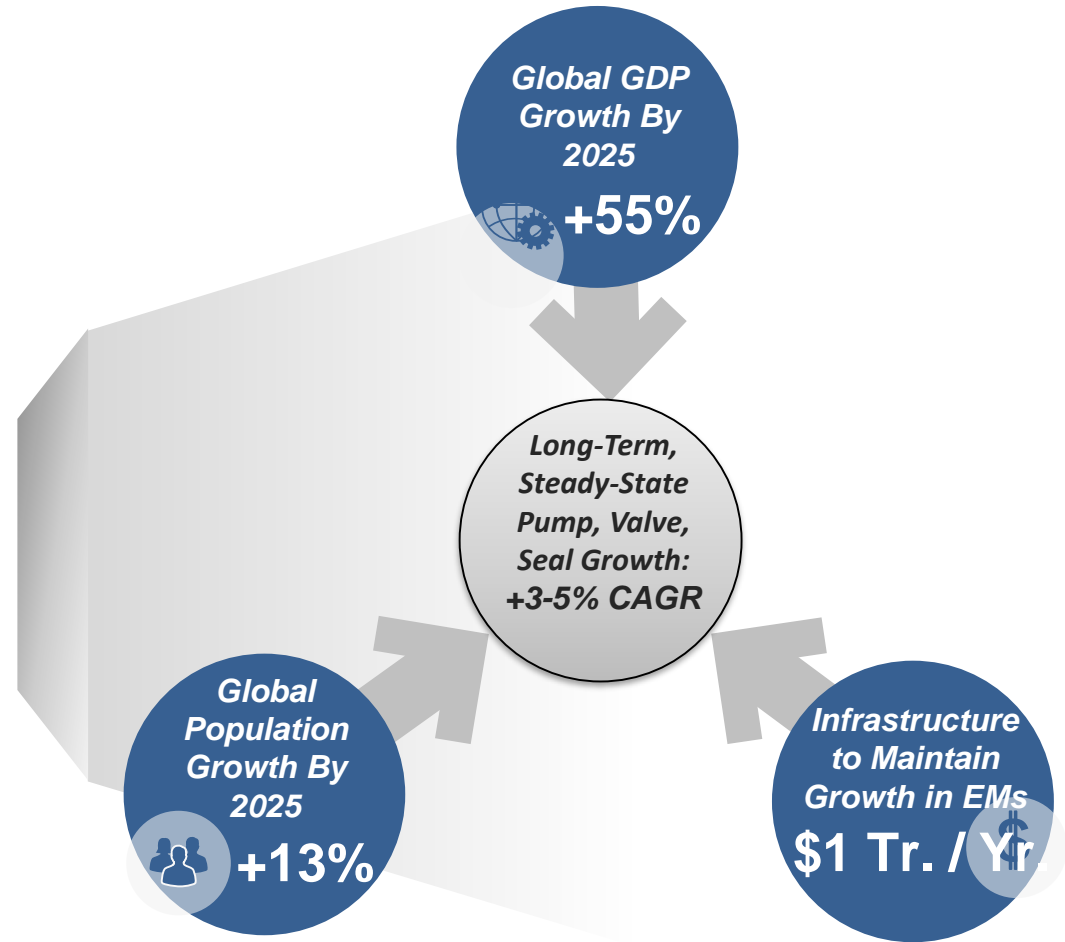 Global GDP
Growth By
2025
+55%
Long-Term,
Steady-State
Pump, Valve,
Seal Growth:
+3-5% CAGR
Global
Population
Growth By
2025
+13%
Infrastructure
to Maintain
Growth in EMs
$1 Tr. / Yr.
$